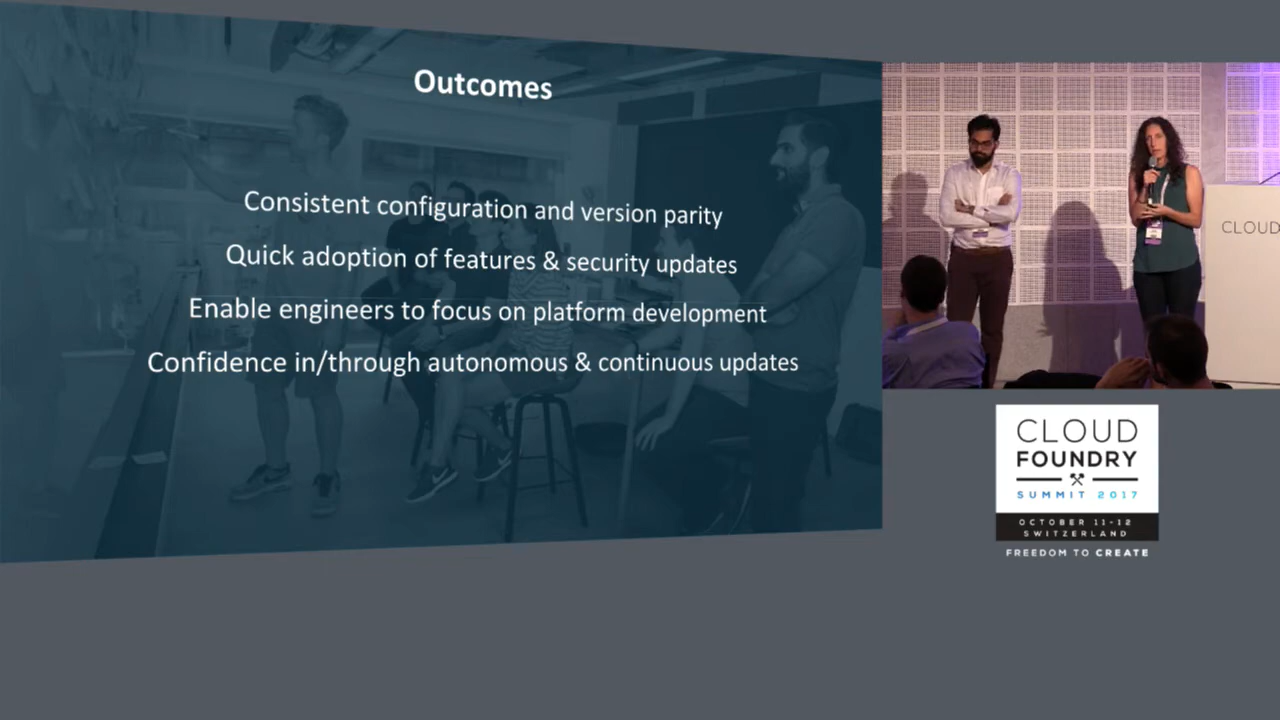 Outcomes
Consistent configuration and version parity
Quick adoption of features & security updates
Enable engineers to focus on platform development
Confidence in/through autonomous & continuous updates
CLOUD
CLOUD
FOUNDRY
SUMMIT 2017
OCTOBER 11-12
SWITZERLAND
FREEDOM TO CREATE